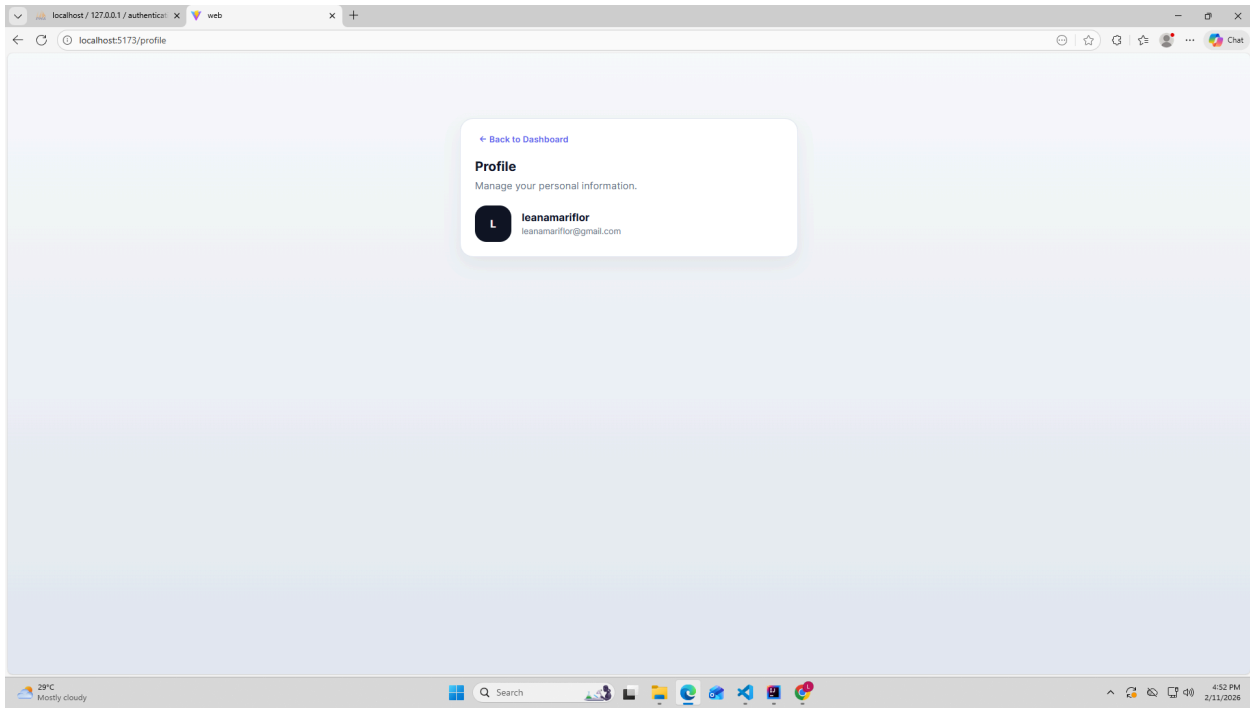 localhost / 127.0.0.1 / authenticat
web
localhost:5173/profile
Chat
← Back to Dashboard
Profile
Manage your personal information.
L
leanamariflor
leanamariflor@gmail.com
29°C
Mostly cloudy
Search
L
4:52 PM
2/11/2026